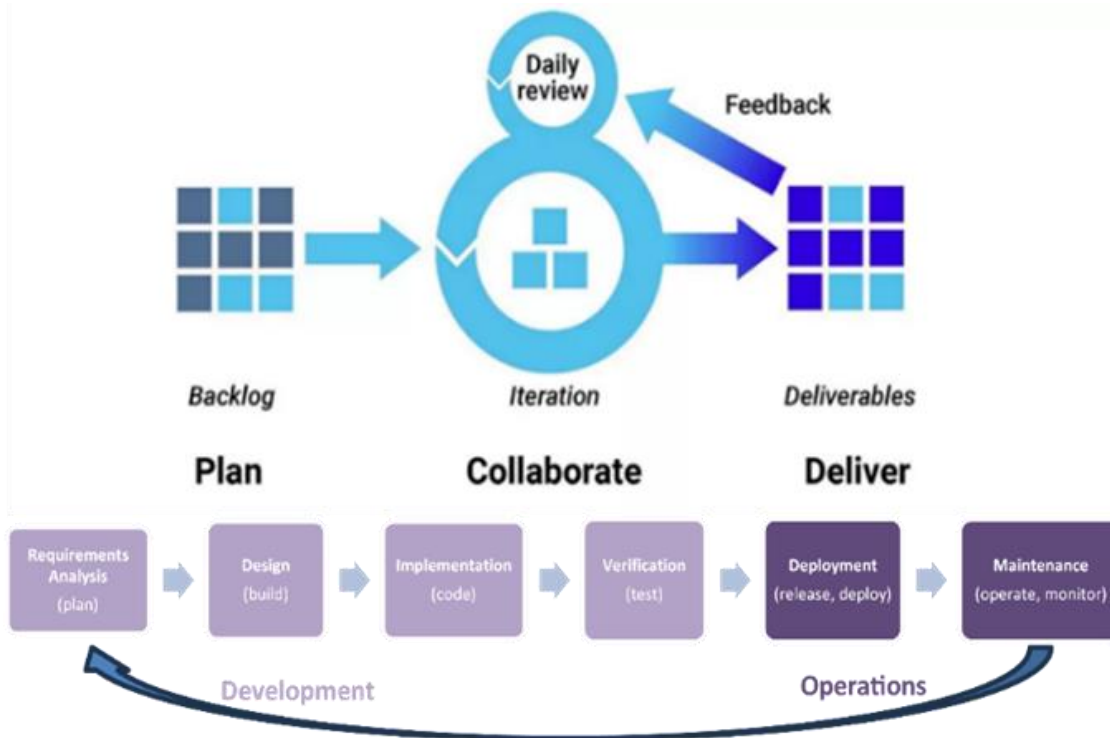 Daily
review
Feedback
Backlog
Iteration
Deliverables
Plan
Collaborate
Deliver
Requirements
Analysis
(plan)
Design
(build)
Implementation
(code)
Verification
(test)
Deployment
(release, deploy)
Maintenance
(operate, monitor)
Development
Operations